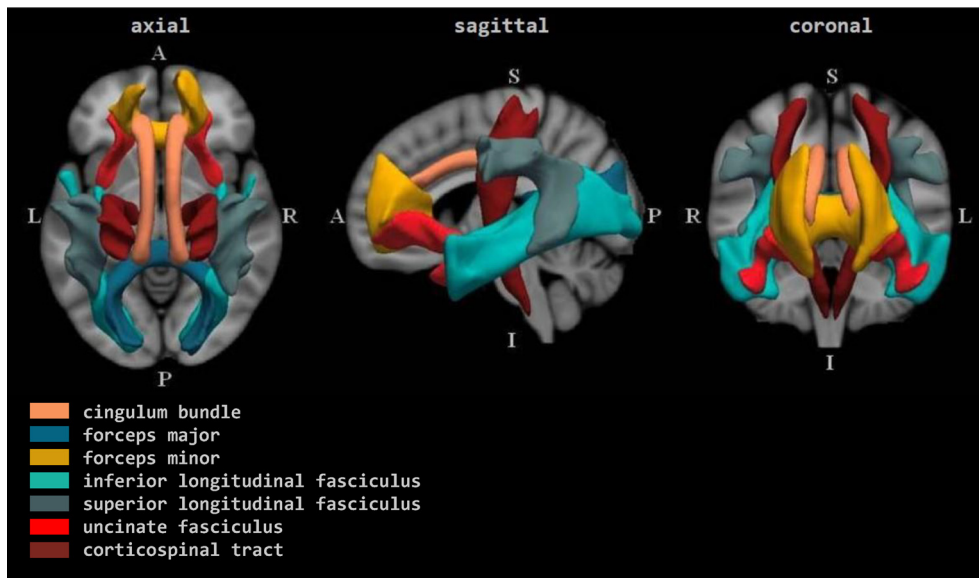 axial sagittal coronal
A S S
L R A P R L
P I I
cingulum bundle
forceps major
forceps minor
inferior longitudinal fasciculus
superior longitudinal fasciculus
uncinate fasciculus
corticospinal tract